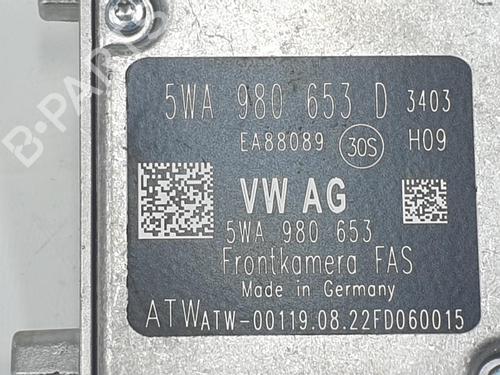 B-PARTS
5WA 980 653 D 3403
EA88089 30S H09
VW AG
5WA 980 653
Frontkamera FAS
Made in Germany
ATW ATW-00119.08.22FD060015